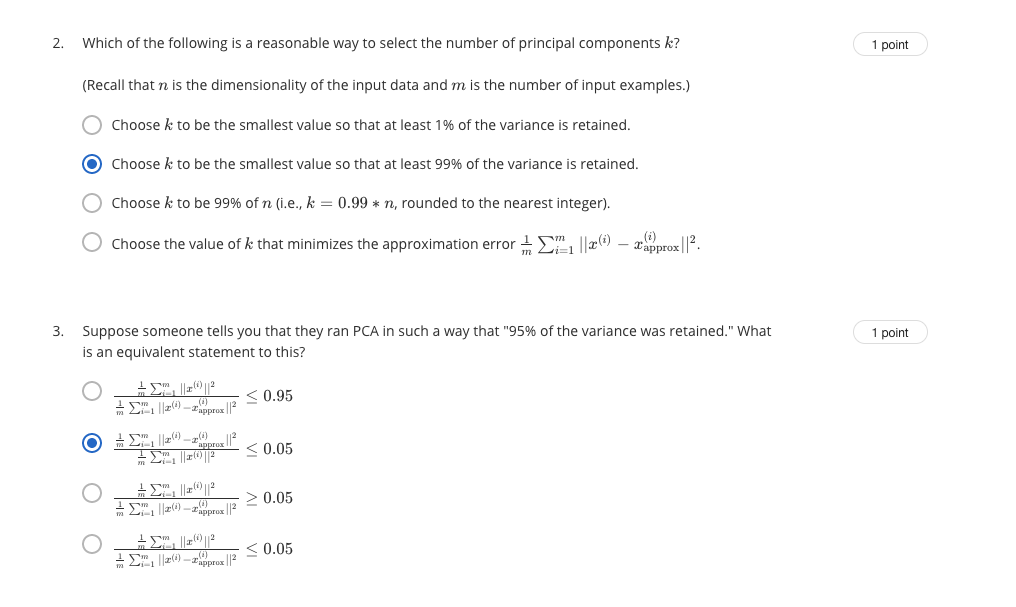 2. Which of the following is a reasonable way to select the number of principal components k?
1 point
(Recall that n is the dimensionality of the input data and m is the number of input examples.)
Choose k to be the smallest value so that at least 1% of the variance is retained.
Choose k to be the smallest value so that at least 99% of the variance is retained.
Choose k to be 99% of n (i.e., k = 0.99 * n, rounded to the nearest integer).
Choose the value of k that minimizes the approximation error \frac{1}{m} \sum_{i=1}^{m} ||x^{(i)} - x_{approx}^{(i)}||^2.
3. Suppose someone tells you that they ran PCA in such a way that "95% of the variance was retained." What
1 point
is an equivalent statement to this?
\frac{\frac{1}{m} \sum_{i=1}^{m} ||x^{(i)}||^2}{\frac{1}{m} \sum_{i=1}^{m} ||x^{(i)} - x_{approx}^{(i)}||^2} ≤ 0.95
\frac{\frac{1}{m} \sum_{i=1}^{m} ||x^{(i)} - x_{approx}^{(i)}||^2}{\frac{1}{m} \sum_{i=1}^{m} ||x^{(i)}||^2} ≤ 0.05
\frac{\frac{1}{m} \sum_{i=1}^{m} ||x^{(i)}||^2}{\frac{1}{m} \sum_{i=1}^{m} ||x^{(i)} - x_{approx}^{(i)}||^2} ≥ 0.05
\frac{\frac{1}{m} \sum_{i=1}^{m} ||x^{(i)}||^2}{\frac{1}{m} \sum_{i=1}^{m} ||x^{(i)} - x_{approx}^{(i)}||^2} ≤ 0.05